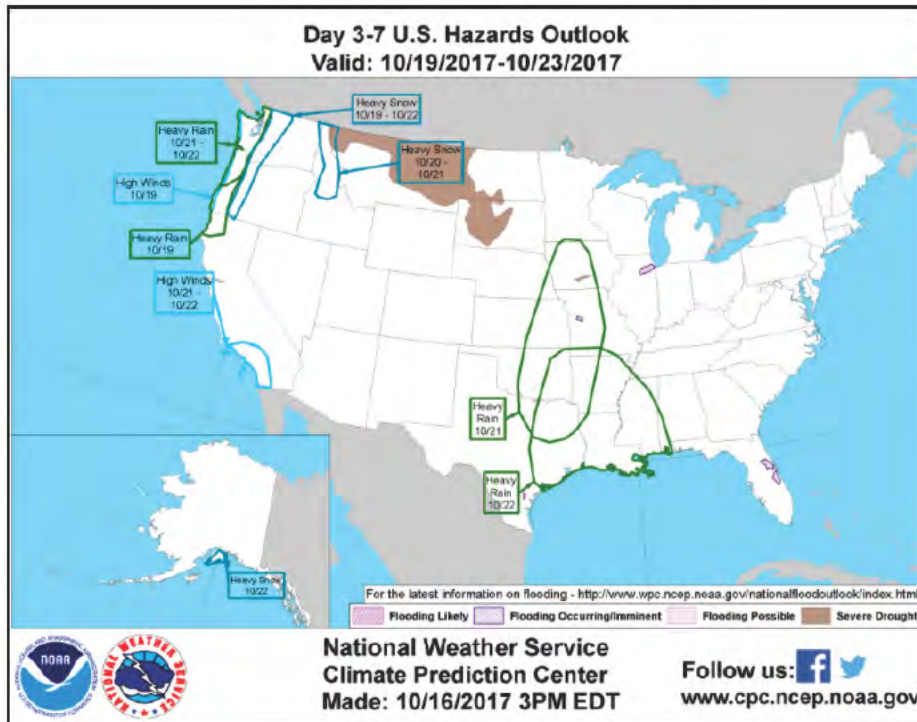 Day 3-7 U.S. Hazards Outlook
Valid: 10/19/2017-10/23/2017
Heavy Snow
10/19 - 10/22
Heavy Rain
10/21 -
10/22
Heavy Snow
10/20 -
10/21
High Winds
10/19
Heavy Rain
10/19
High Winds
10/21 -
10/22
Heavy
Rain
10/21
Heavy
Rain
10/22
Heavy Snow
10/22
For the latest information on flooding - http://www.wpc.ncep.noaa.gov/nationalfloodoutlook/index.html
Flooding Likely
Flooding Occurring/Imminent
Flooding Possible
Severe Drought
NOAA
NATIONAL WEATHER SERVICE
National Weather Service
Climate Prediction Center
Made: 10/16/2017 3PM EDT
Follow us:
www.cpc.ncep.noaa.gov